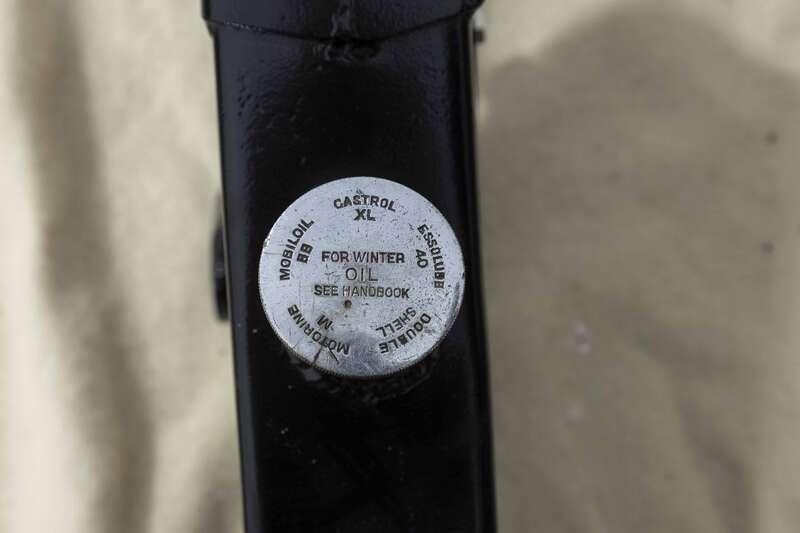 CASTROL
XL
ESSOLUBE
40
DOUBLE
SHELL
MOTORINE
M
MOBILOIL
BB
FOR WINTER
OIL
SEE HANDBOOK